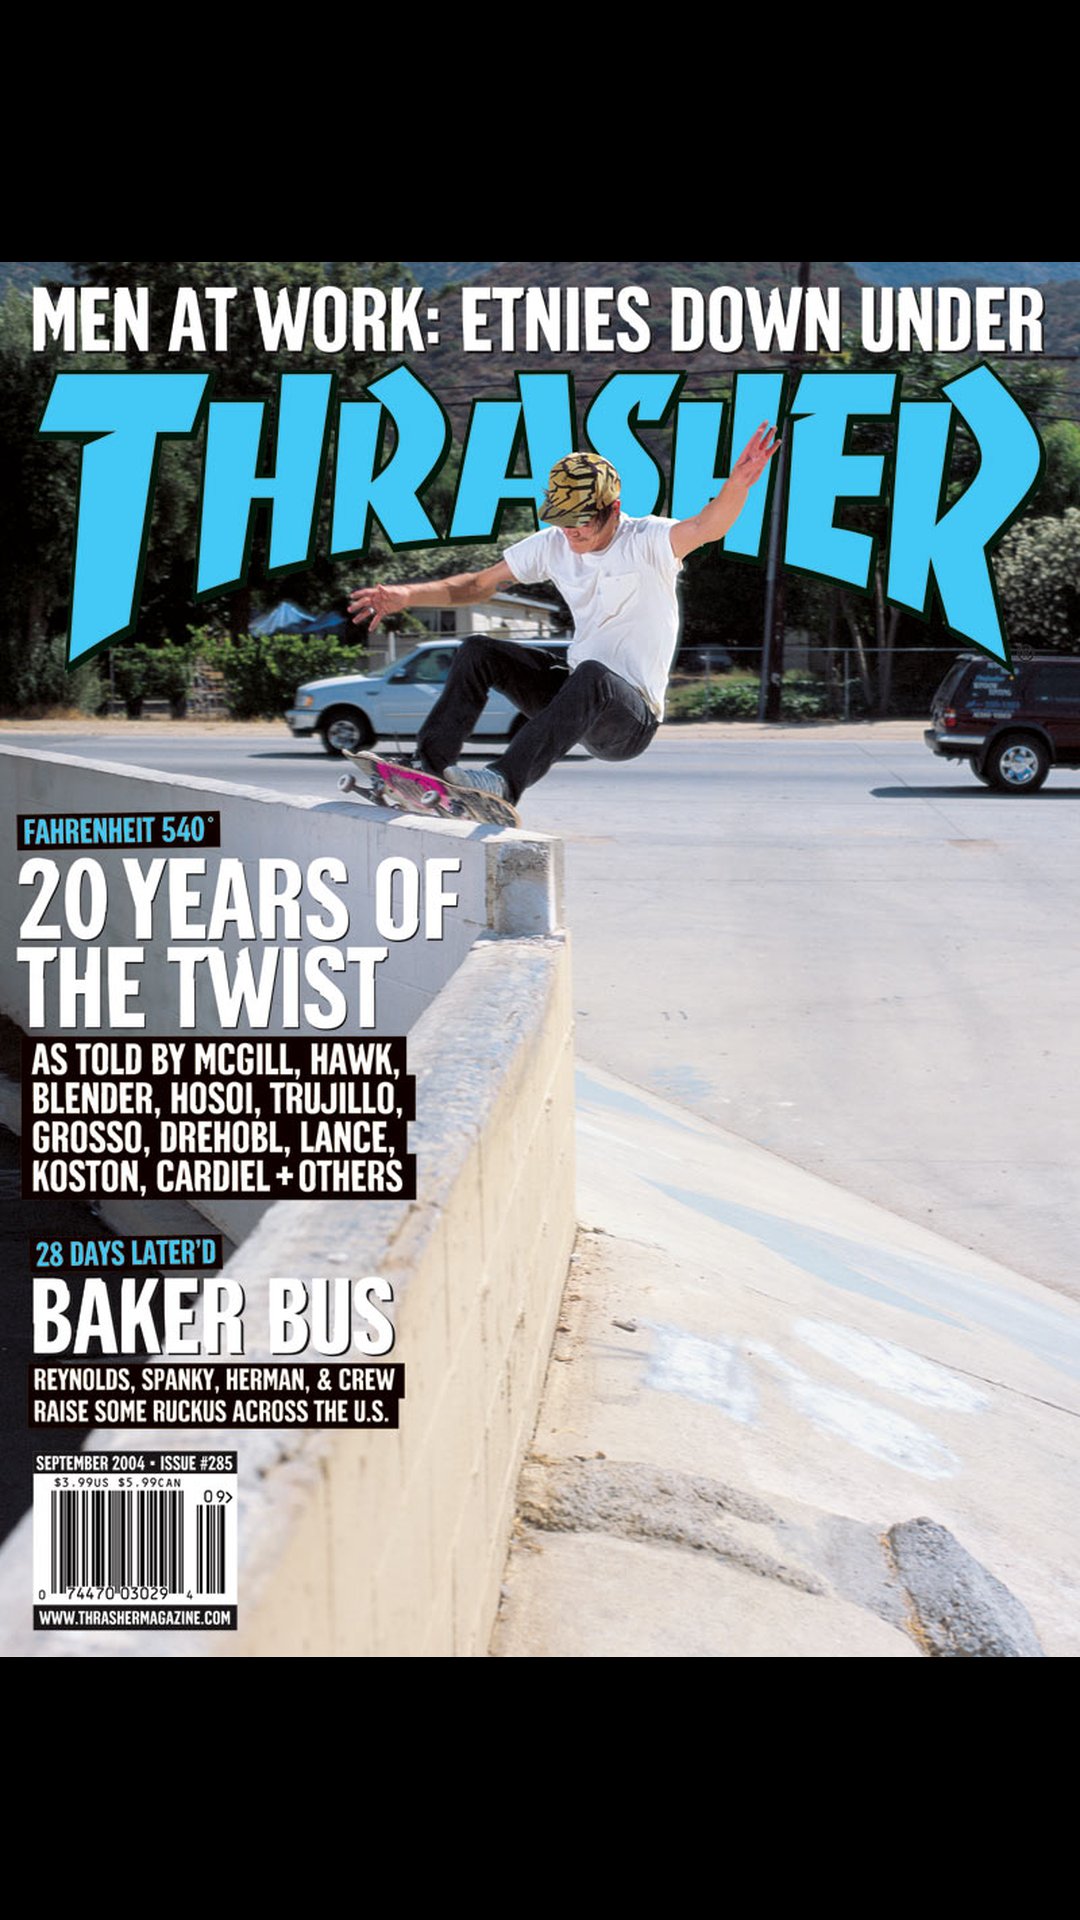 MEN AT WORK: ETNIES DOWN UNDER
THRASHER
FAHRENHEIT 540°
20 YEARS OF
THE TWIST
AS TOLD BY MCGILL, HAWK,
BLENDER, HOSOI, TRUJILLO,
GROSSO, DREHOBL, LANCE,
KOSTON, CARDIEL + OTHERS
28 DAYS LATER'D
BAKER BUS
REYNOLDS, SPANKY, HERMAN, & CREW
RAISE SOME RUCKUS ACROSS THE U.S.
SEPTEMBER 2004 • ISSUE #285
$3.99US $5.99CAN
09>
0 74470 03029 4
WWW.THRASHERMAGAZINE.COM